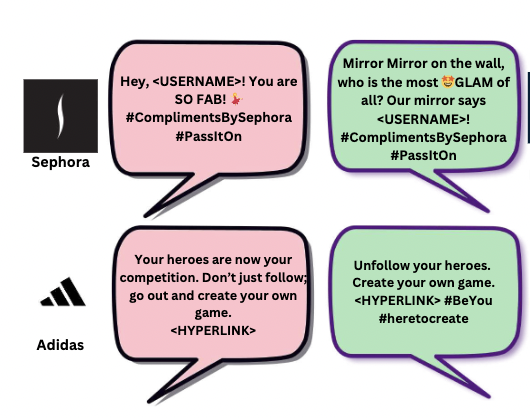 Hey, <USERNAME>! You are
SO FAB! 💃
#ComplimentsBySephora
#PassItOn
Mirror Mirror on the wall,
who is the most 🤩GLAM of
all? Our mirror says
<USERNAME>!
#ComplimentsBySephora
#PassItOn
Sephora
Your heroes are now your
competition. Don’t just follow;
go out and create your own
game.
<HYPERLINK>
Unfollow your heroes.
Create your own game.
<HYPERLINK> #BeYou
#heretocreate
Adidas